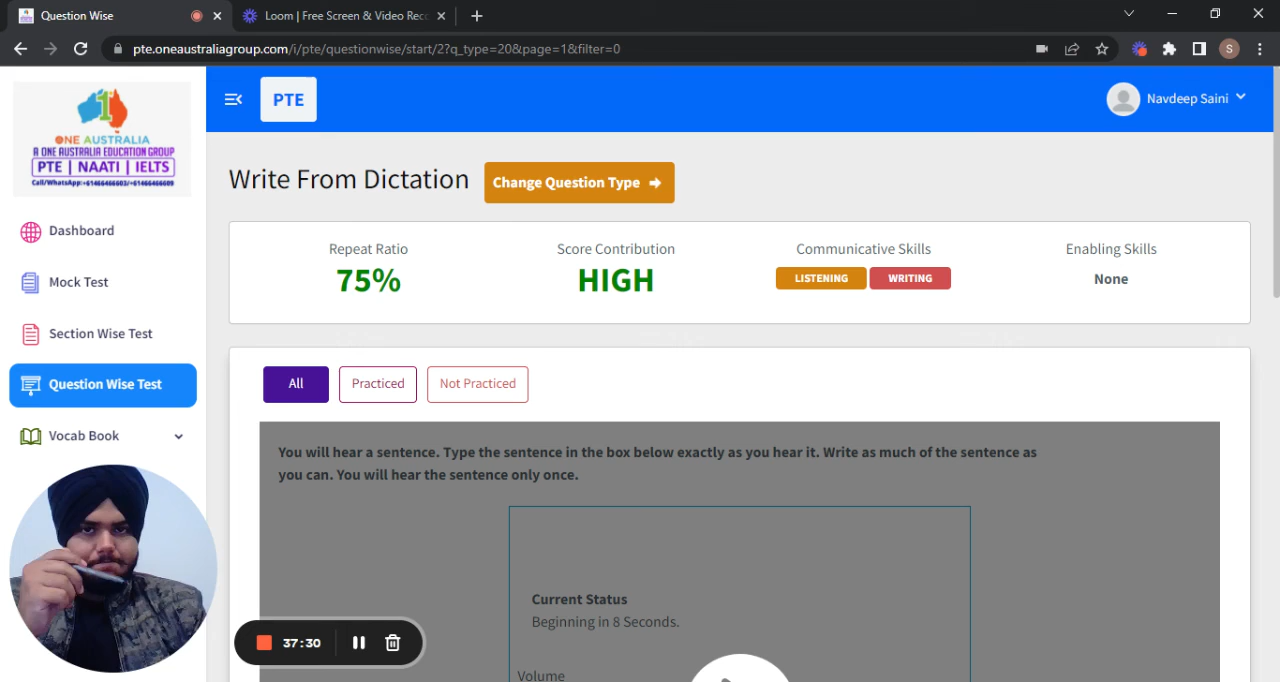 Question Wise
Loom | Free Screen & Video Rec
pte.oneaustraliagroup.com/i/pte/questionwise/start/2?q_type=20&page=1&filter=0
S
1
ONE AUSTRALIA
A ONE AUSTRALIA EDUCATION GROUP
PTE | NAATI | IELTS
PTE
Navdeep Saini
Write From Dictation
Change Question Type
Repeat Ratio
75%
Score Contribution
HIGH
Communicative Skills
LISTENING
WRITING
Enabling Skills
None
Dashboard
Mock Test
Section Wise Test
Question Wise Test
Vocab Book
All
Practiced
Not Practiced
You will hear a sentence. Type the sentence in the box below exactly as you hear it. Write as much of the sentence as
you can. You will hear the sentence only once.
Current Status
Beginning in 8 Seconds.
Volume
37:30